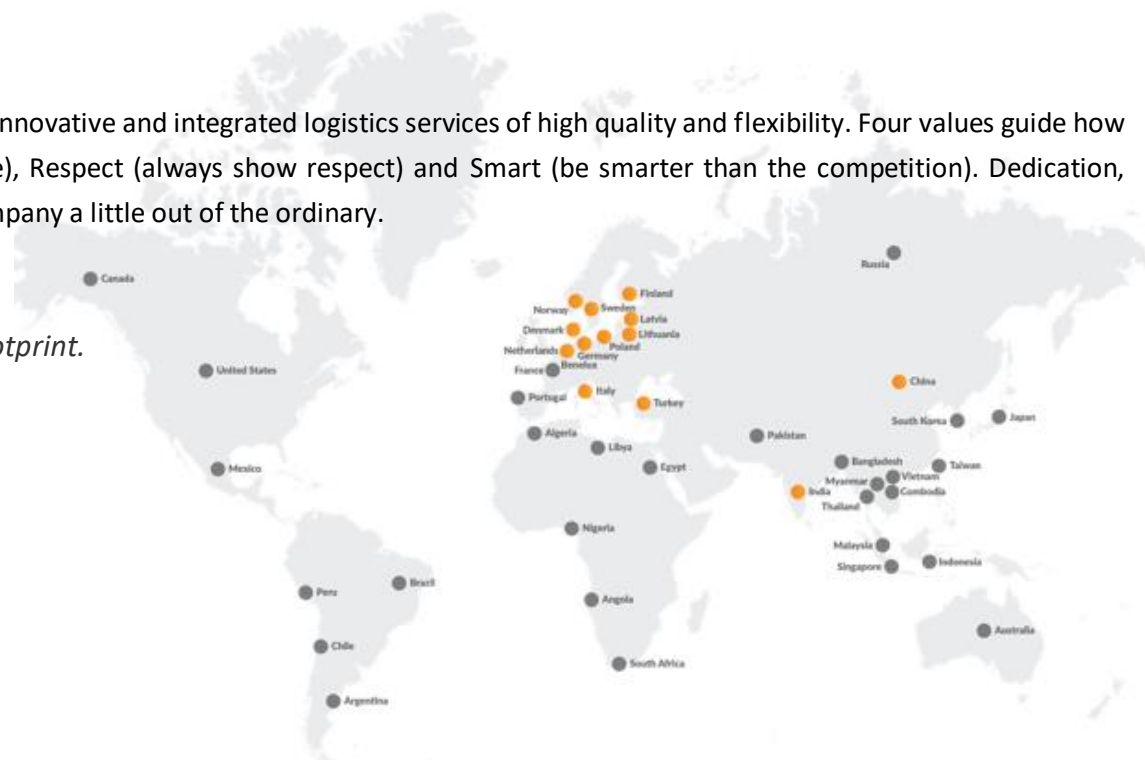 nnovative and integrated logistics services of high quality and flexibility. Four values guide how
e), Respect (always show respect) and Smart (be smarter than the competition). Dedication,
mpany a little out of the ordinary.
Russia
Canada
Finland
Norway
Sweden
Latvia
Denmark
Lithuania
otprint.
Poland
Netherlands
Germany
Benelux
France
United States
China
Italy
Portugal
Turkey
South Korea
Japan
Algeria
Pakistan
Libya
Bangladesh
Taiwan
Mexico
Egypt
Vietnam
Myanmar
India
Combodia
Thailand
Nigeria
Malaysia
Indonesia
Singapore
Brazil
Peru
Angola
Australia
Chile
South Africa
Argentina